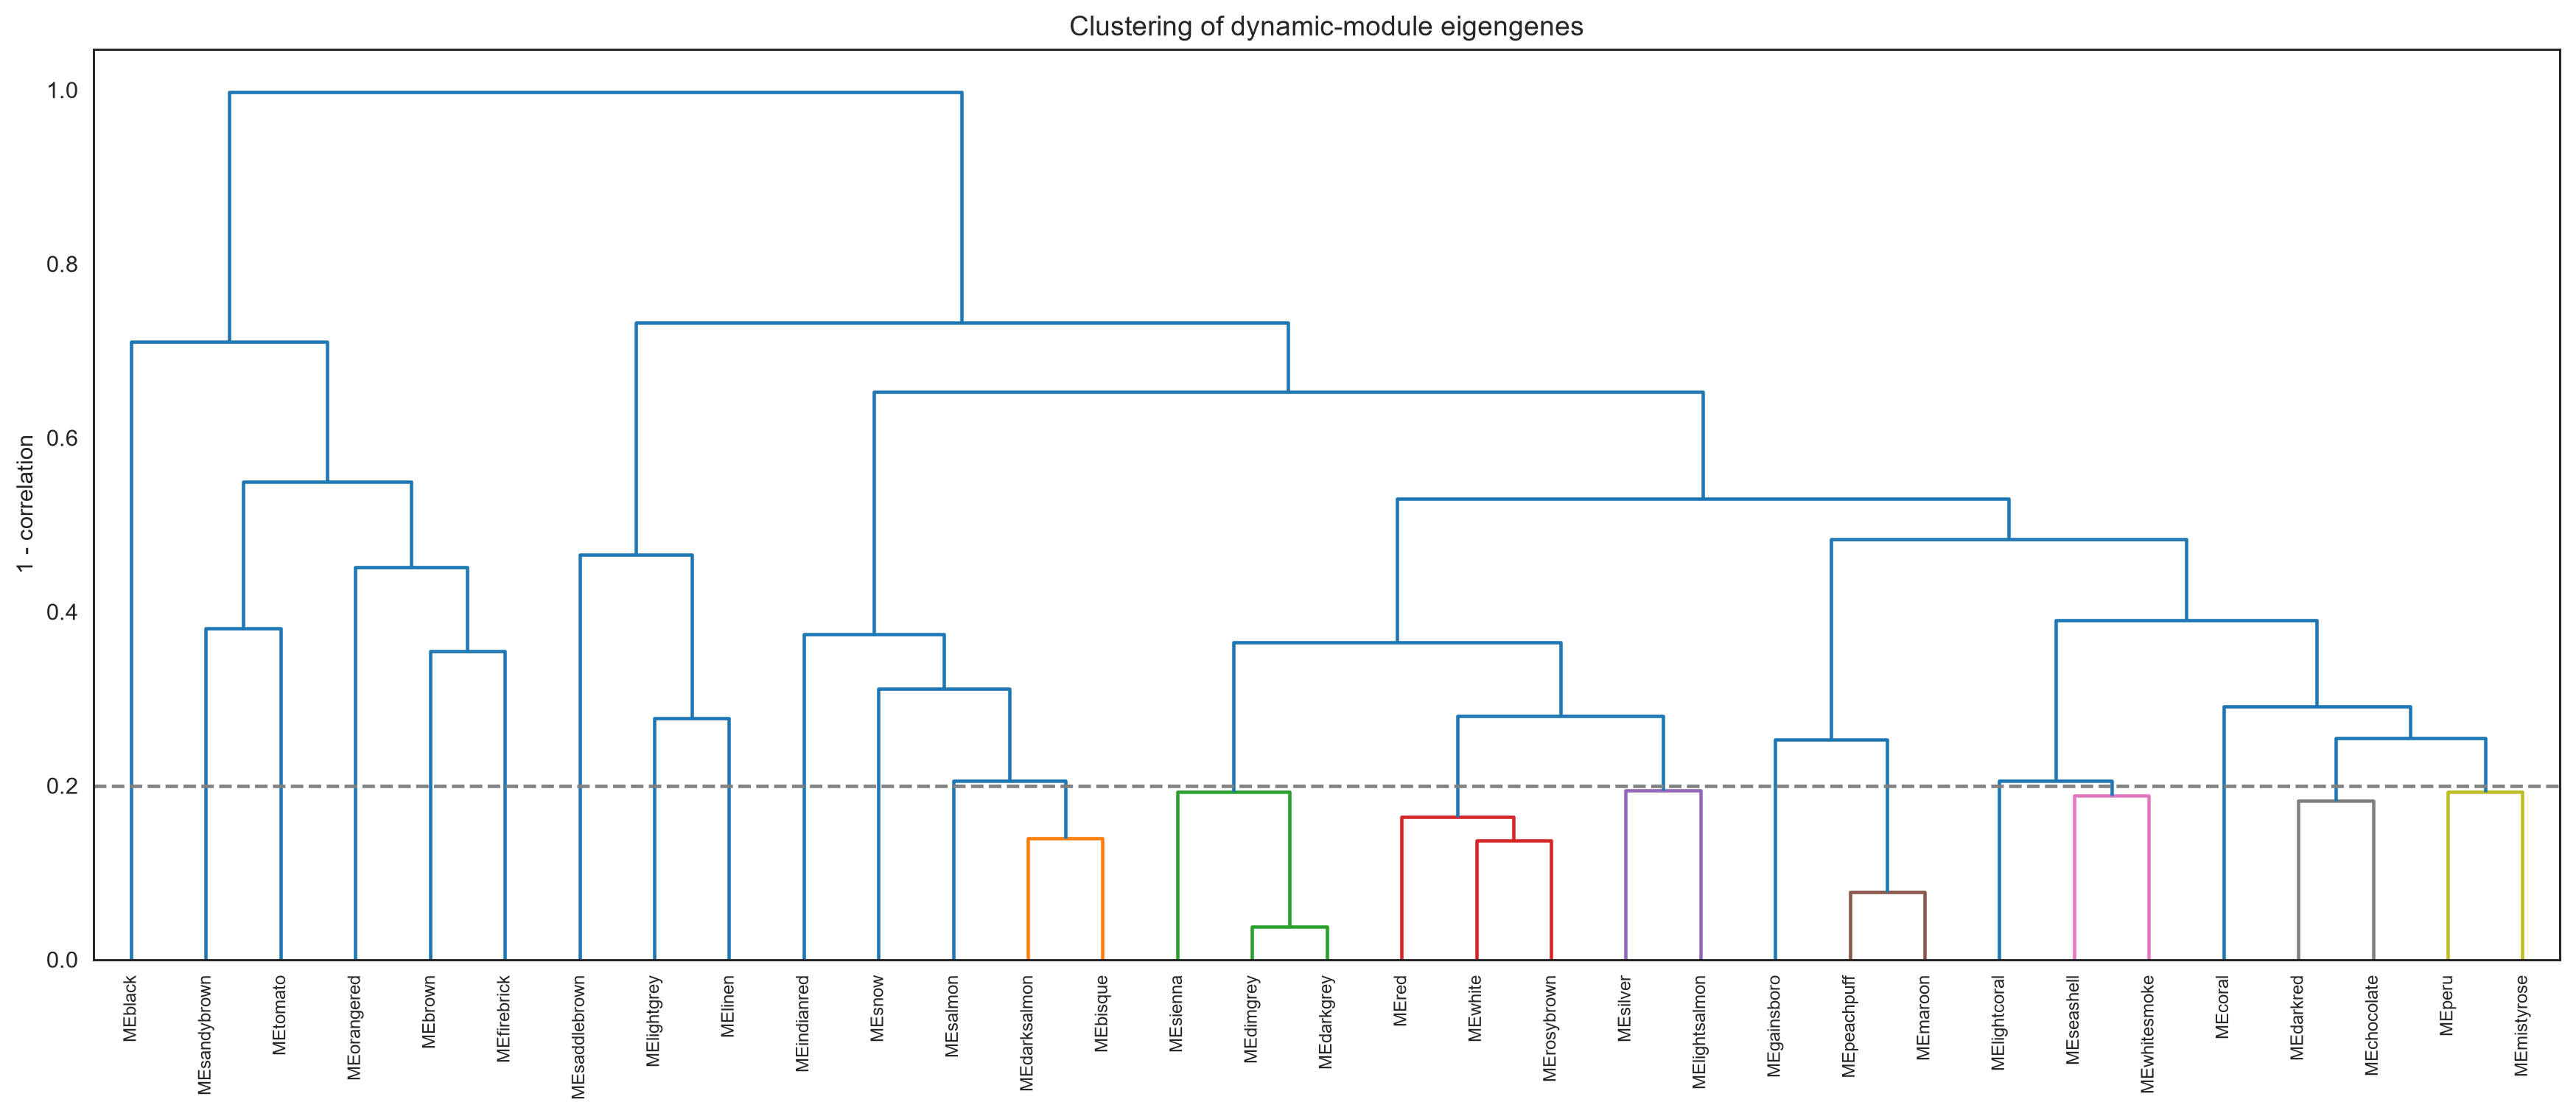 Clustering of dynamic-module eigengenes
1 - correlation
1.0
0.8
0.6
0.4
0.2
0.0
MEblack
MEsandybrown
MEtomato
MEorangered
MEbrown
MEfirebrick
MEsaddlebrown
MElightgrey
MElinen
MEindianred
MEsnow
MEsalmon
MEdarksalmon
MEbisque
MEsienna
MEdimgrey
MEdarkgrey
MEred
MEwhite
MErosybrown
MEsilver
MElightsalmon
MEgainsboro
MEpeachpuff
MEmaroon
MElightcoral
MEseashell
MEwhitesmoke
MEcoral
MEdarkred
MEchocolate
MEperu
MEmistyrose